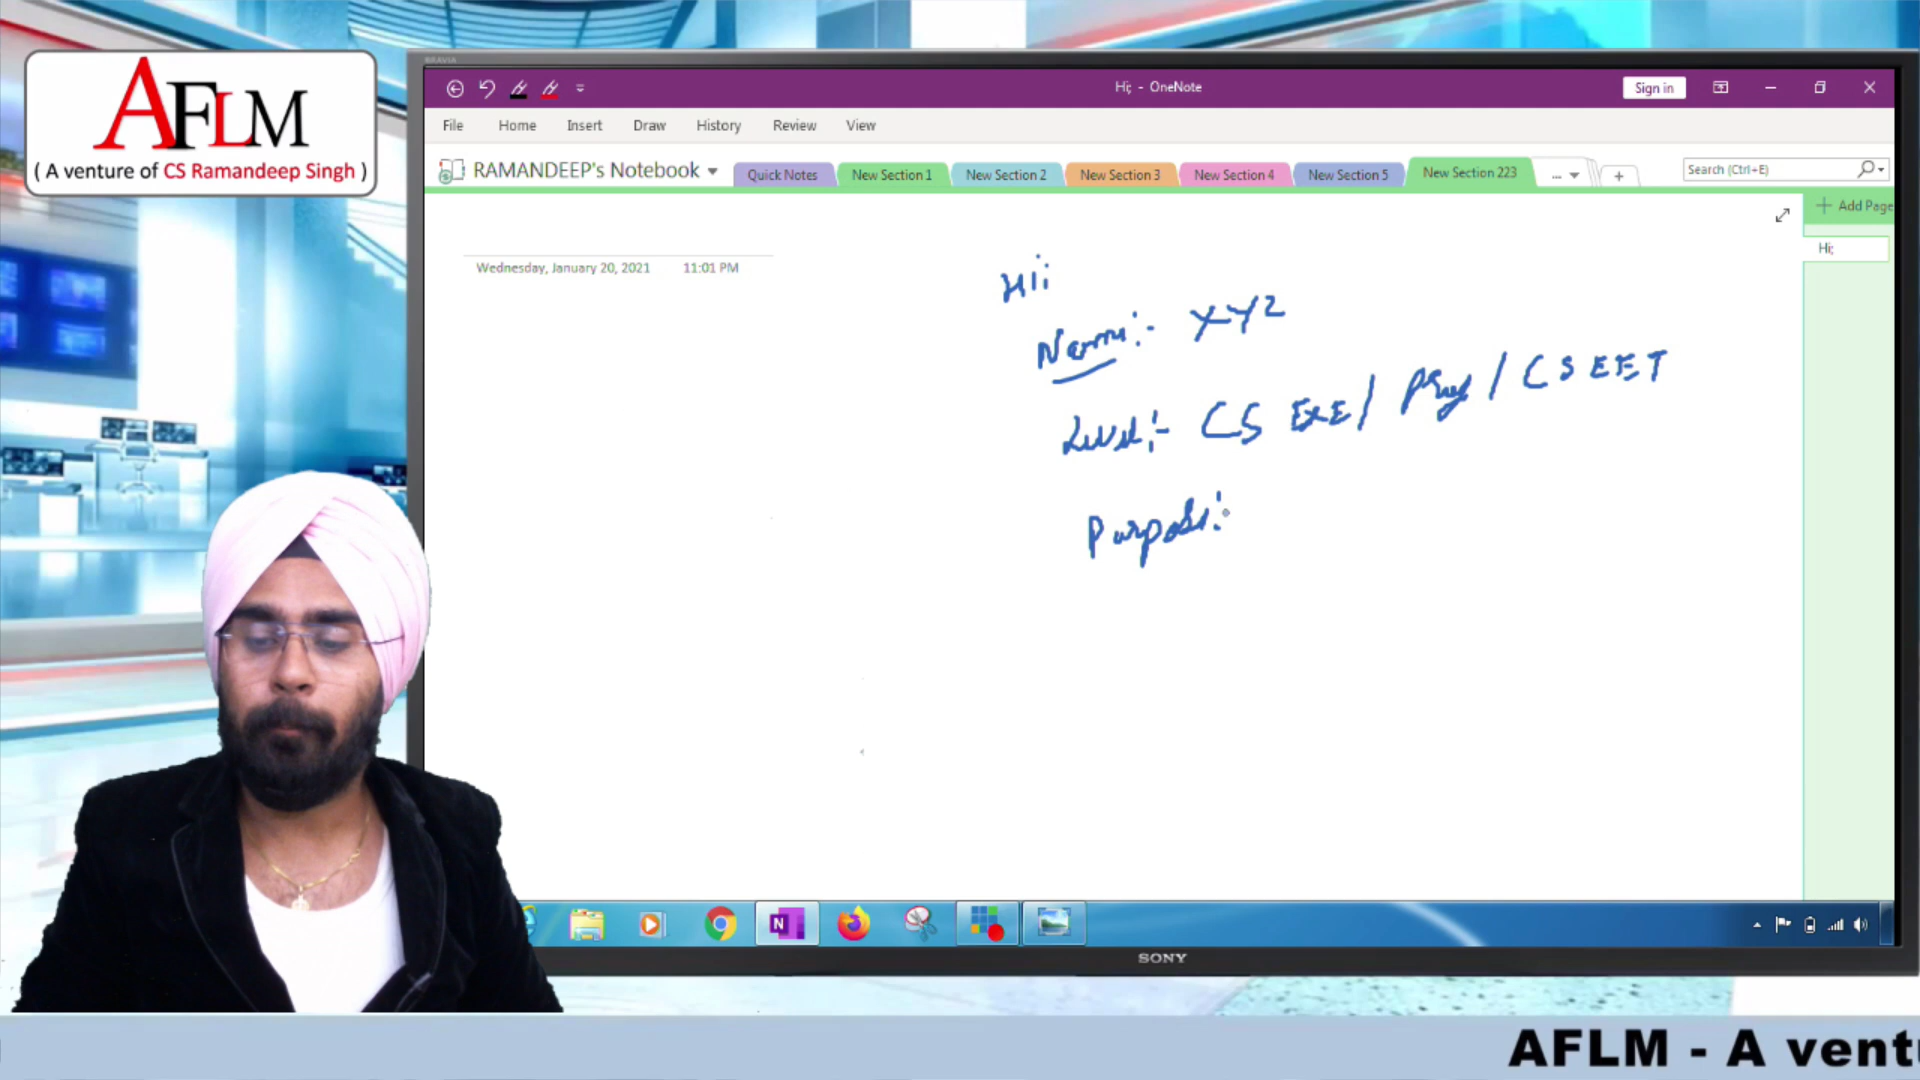 AFLM
( A venture of CS Ramandeep Singh )
BRAVIA
Hi; - OneNote
Sign in
File Home Insert Draw History Review View
RAMANDEEP's Notebook
Quick Notes New Section 1 New Section 2 New Section 3 New Section 4 New Section 5 New Section 223 ...
Search (Ctrl+E)
Add Page
Hi;
Wednesday, January 20, 2021 11:01 PM
Hii
Name:- XYZ
Level:- CS EXE/ Prof / CSEET
Purpose:
SONY
AFLM - A ventu